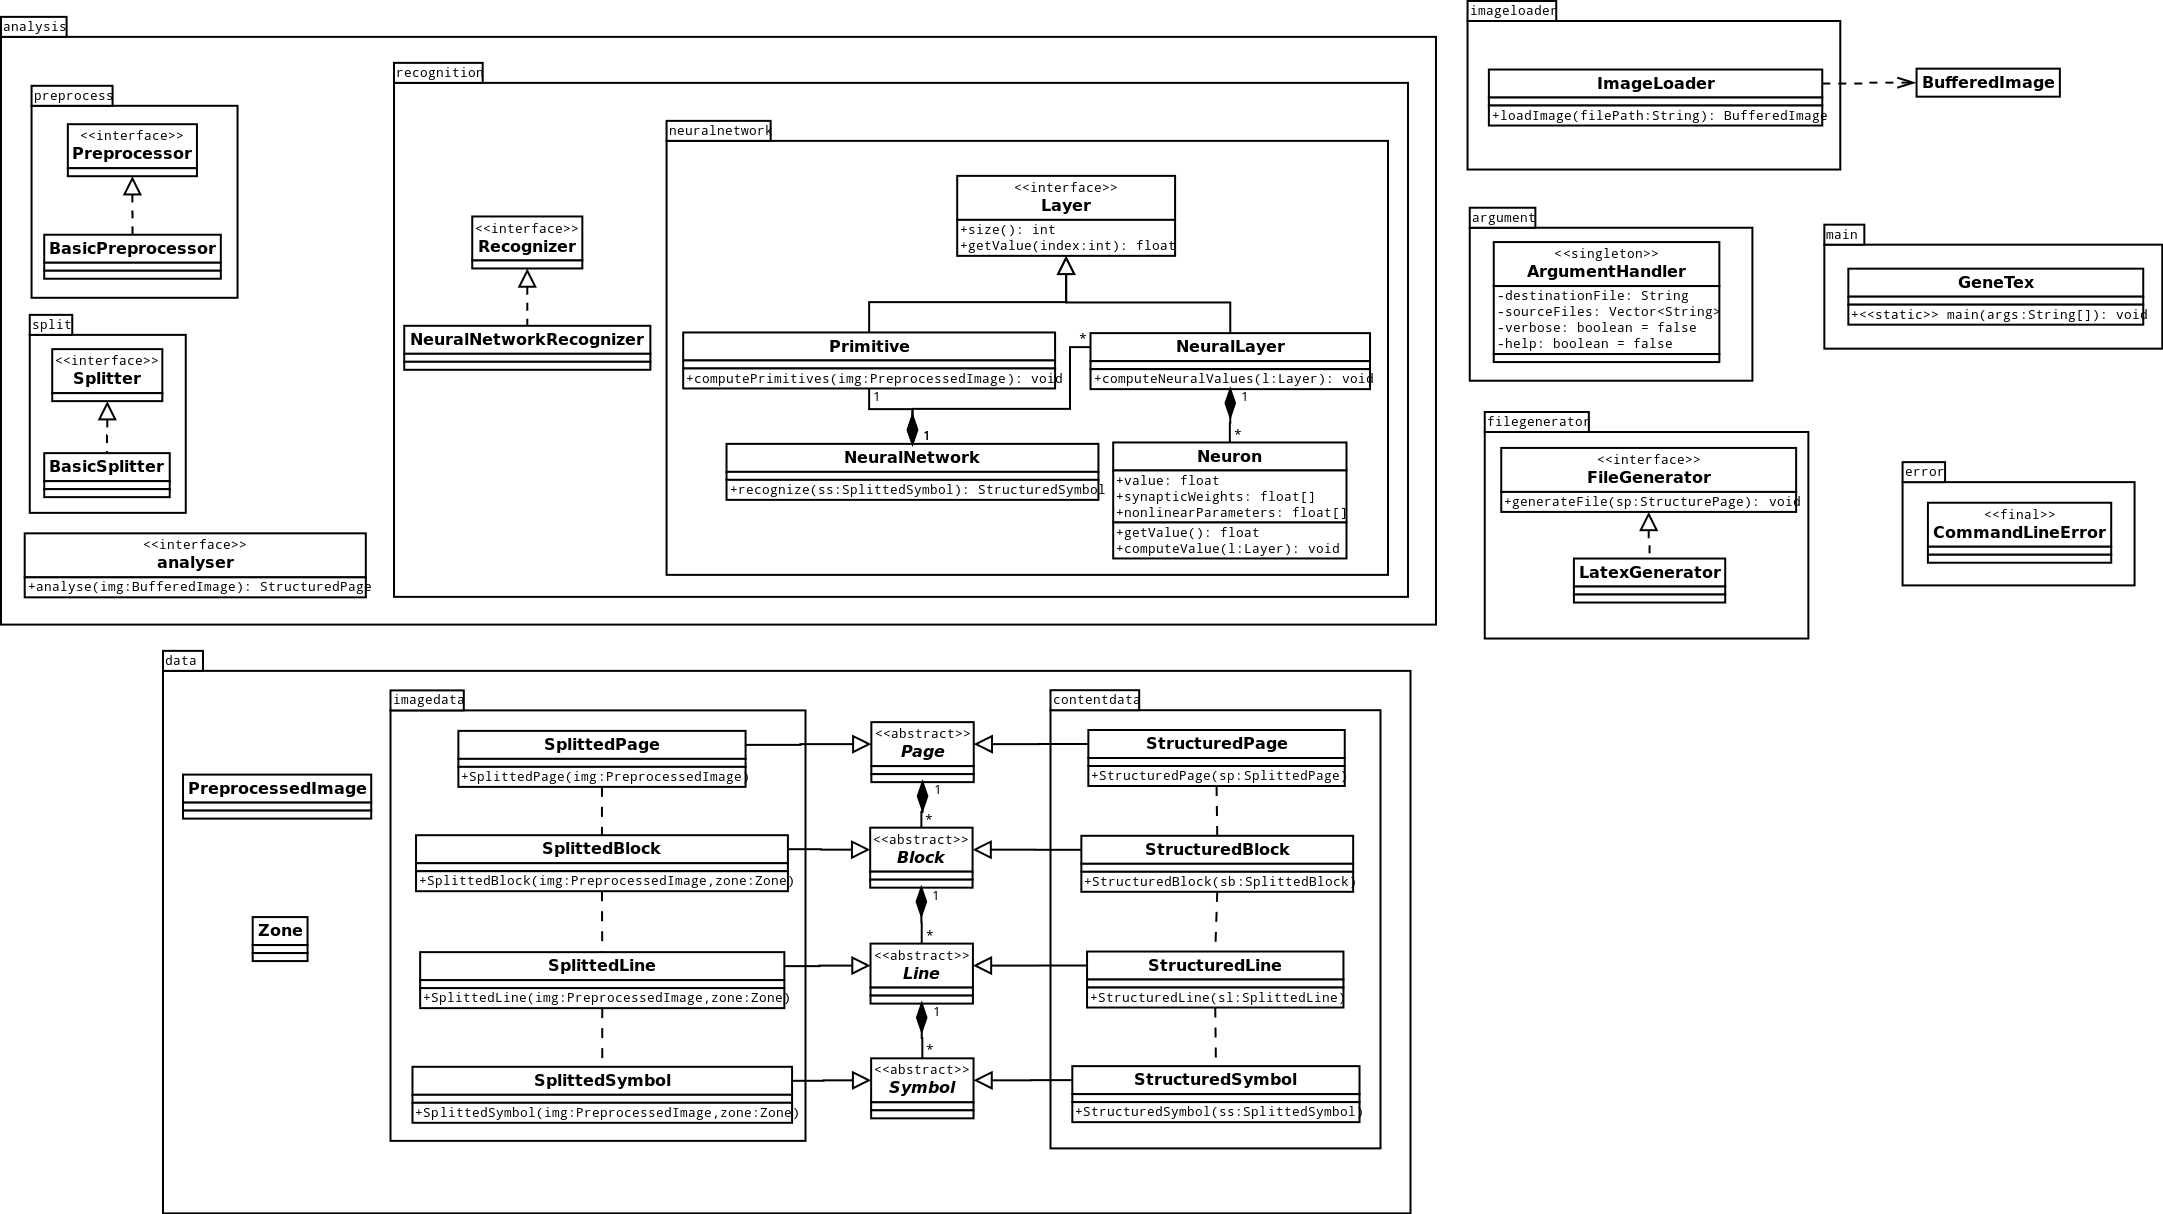 analysis
preprocess
<<interface>>
Preprocessor
BasicPreprocessor
split
<<interface>>
Splitter
BasicSplitter
<<interface>>
analyser
+analyse(img:BufferedImage): StructuredPage
recognition
<<interface>>
Recognizer
NeuralNetworkRecognizer
neuralnetwork
<<interface>>
Layer
+size(): int
+getValue(index:int): float
Primitive
+computePrimitives(img:PreprocessedImage): void
1
*
NeuralLayer
+computeNeuralValues(l:Layer): void
1
*
1
NeuralNetwork
+recognize(ss:SplittedSymbol): StructuredSymbol
Neuron
+value: float
+synapticWeights: float[]
+nonlinearParameters: float[]
+getValue(): float
+computeValue(l:Layer): void
imageloader
ImageLoader
+loadImage(filePath:String): BufferedImage
BufferedImage
argument
<<singleton>>
ArgumentHandler
-destinationFile: String
-sourceFiles: Vector<String>
-verbose: boolean = false
-help: boolean = false
main
GeneTex
+<<static>> main(args:String[]): void
filegenerator
<<interface>>
FileGenerator
+generateFile(sp:StructurePage): void
LatexGenerator
error
<<final>>
CommandLineError
data
PreprocessedImage
Zone
imagedata
SplittedPage
+SplittedPage(img:PreprocessedImage)
SplittedBlock
+SplittedBlock(img:PreprocessedImage,zone:Zone)
SplittedLine
+SplittedLine(img:PreprocessedImage,zone:Zone)
SplittedSymbol
+SplittedSymbol(img:PreprocessedImage,zone:Zone)
<<abstract>>
Page
1
*
<<abstract>>
Block
1
*
<<abstract>>
Line
1
*
<<abstract>>
Symbol
contentdata
StructuredPage
+StructuredPage(sp:SplittedPage)
StructuredBlock
+StructuredBlock(sb:SplittedBlock)
StructuredLine
+StructuredLine(sl:SplittedLine)
StructuredSymbol
+StructuredSymbol(ss:SplittedSymbol)